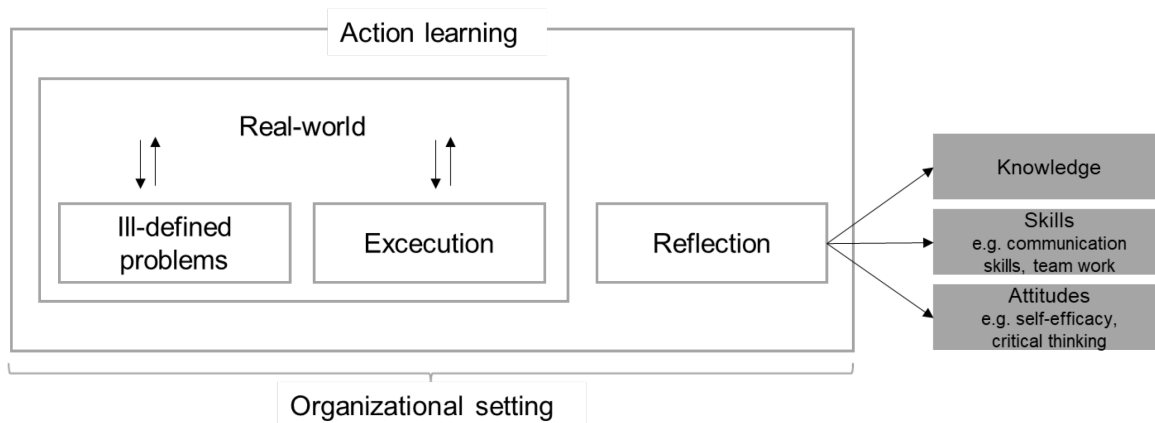 Action learning
Real-world
Ill-defined
problems
Excecution
Reflection
Knowledge
Skills
e.g. communication
skills, team work
Attitudes
e.g. self-efficacy,
critical thinking
Organizational setting